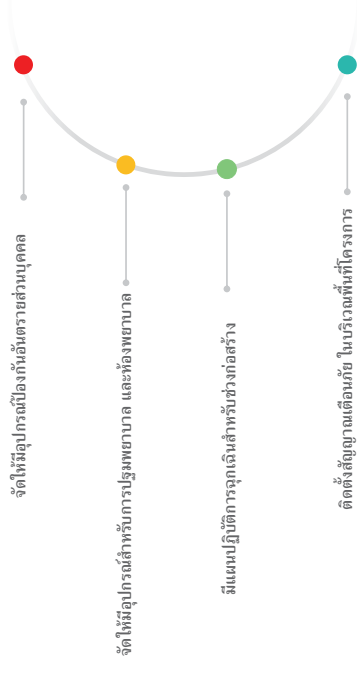 จัดให้มีอุปกรณ์ป้องกันอันตรายส่วนบุคคล
จัดให้มีอุปกรณ์สำหรับการปฐมพยาบาล และห้องพยาบาล
มีแผนปฏิบัติการฉุกเฉินสำหรับช่วงก่อสร้าง
ติดตั้งสัญญาณเตือนภัย ในบริเวณพื้นที่โครงการ